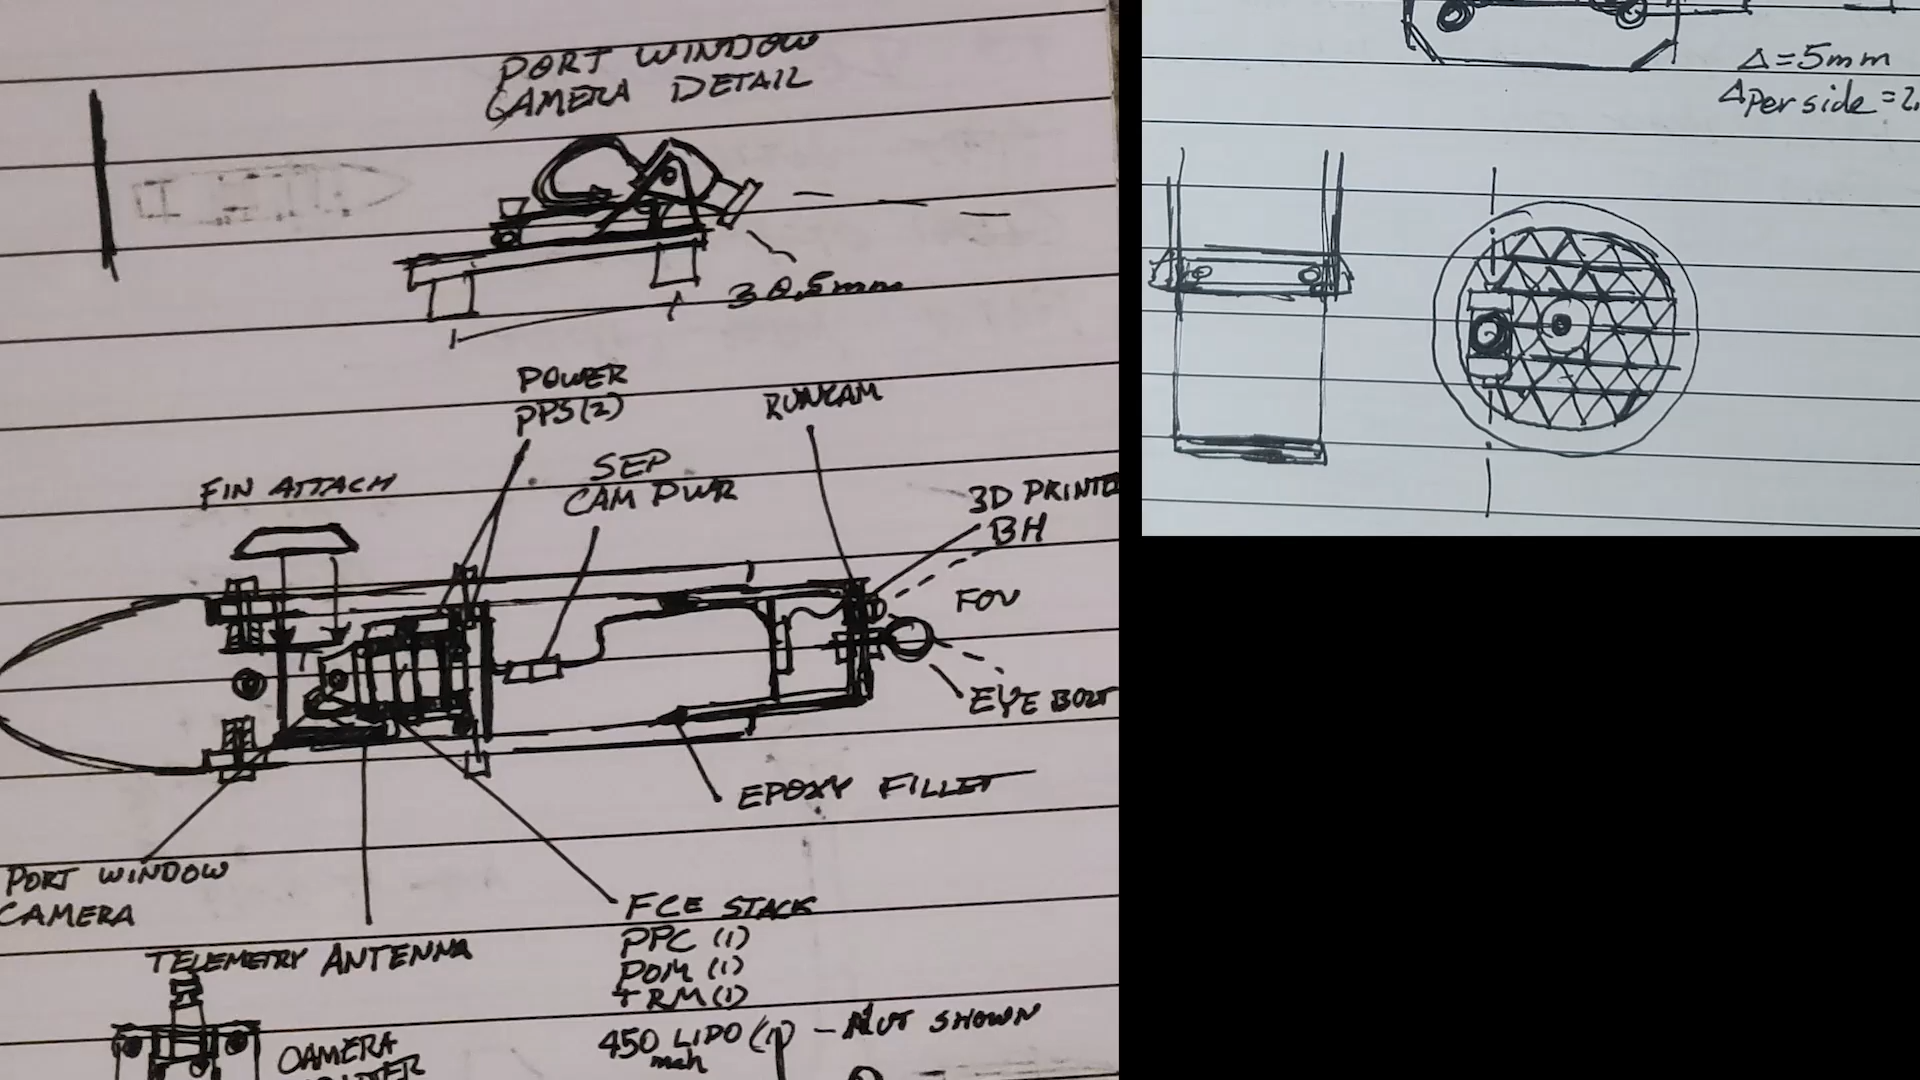 PORT WINDOW
CAMERA DETAIL
30.5mm
POWER
PPS(2)
RUNCAM
SEP
CAM PWR
FIN ATTACH
3D PRINTE
BH
FOV
EYE BOLT
EPOXY FILLET
PORT WINDOW
CAMERA
TELEMETRY ANTENNA
FCE STACK
PPC (1)
POM (1)
TRM (1)
450 LIPO (1) - NOT SHOWN
mah
CAMERA
Δ=5mm
Δper side = 2.